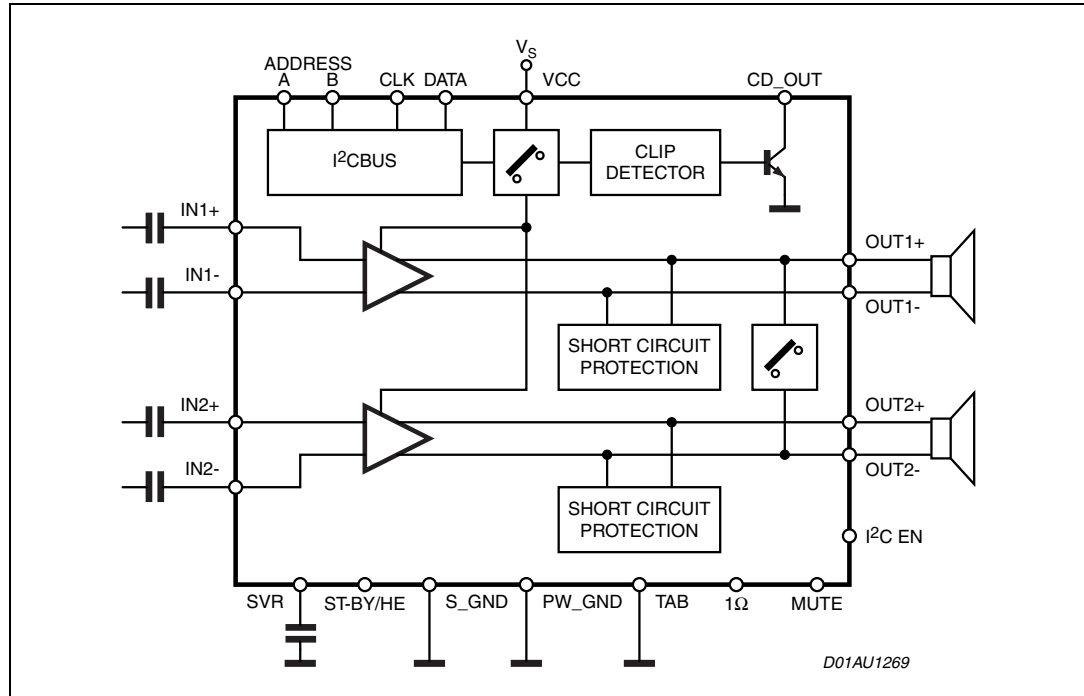 V_S
ADDRESS
A B CLK DATA VCC CD_OUT
I²CBUS
CLIP
DETECTOR
IN1+
OUT1+
IN1-
OUT1-
SHORT CIRCUIT
PROTECTION
IN2+
OUT2+
IN2-
OUT2-
SHORT CIRCUIT
PROTECTION
I²C EN
SVR ST-BY/HE S_GND PW_GND TAB 1Ω MUTE
D01AU1269